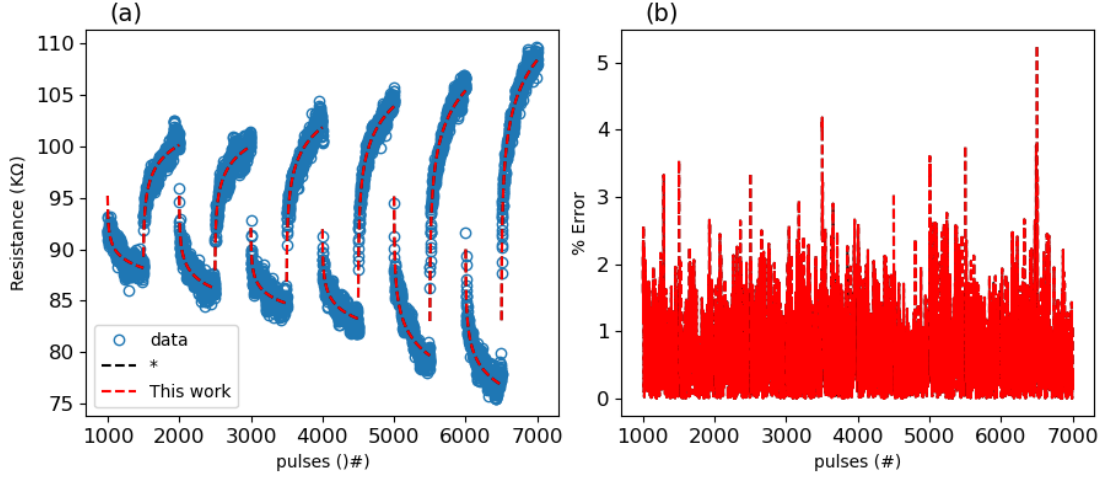 (a)
Resistance (KΩ)
110
105
100
95
90
85
80
75
data
*
This work
1000 2000 3000 4000 5000 6000 7000
pulses ()#)
(b)
% Error
5
4
3
2
1
0
1000 2000 3000 4000 5000 6000 7000
pulses (#)